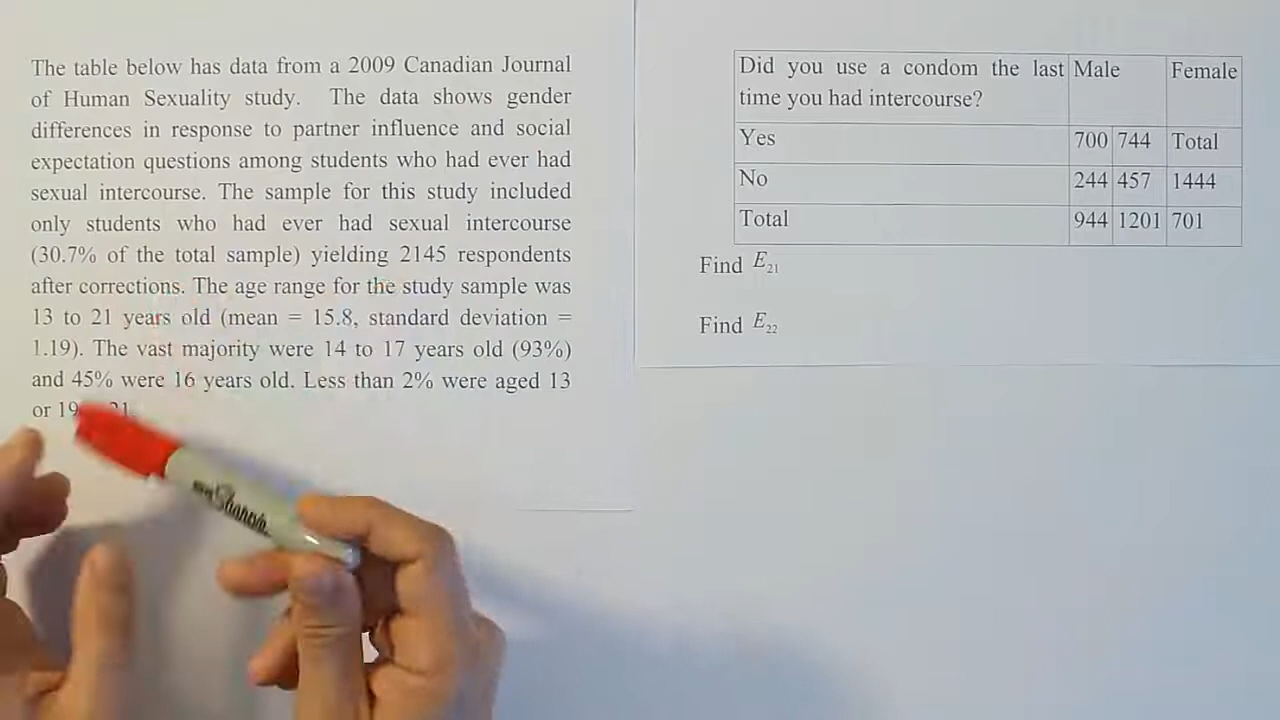 The table below has data from a 2009 Canadian Journal
of Human Sexuality study. The data shows gender
differences in response to partner influence and social
expectation questions among students who had ever had
sexual intercourse. The sample for this study included
only students who had ever had sexual intercourse
(30.7% of the total sample) yielding 2145 respondents
after corrections. The age range for the study sample was
13 to 21 years old (mean = 15.8, standard deviation =
1.19). The vast majority were 14 to 17 years old (93%)
and 45% were 16 years old. Less than 2% were aged 13
or 19 21.
Did you use a condom the last Male Female
time you had intercourse?
Yes 700 744 Total
No 244 457 1444
Total 944 1201 701
Find E21
Find E22
Sharpie